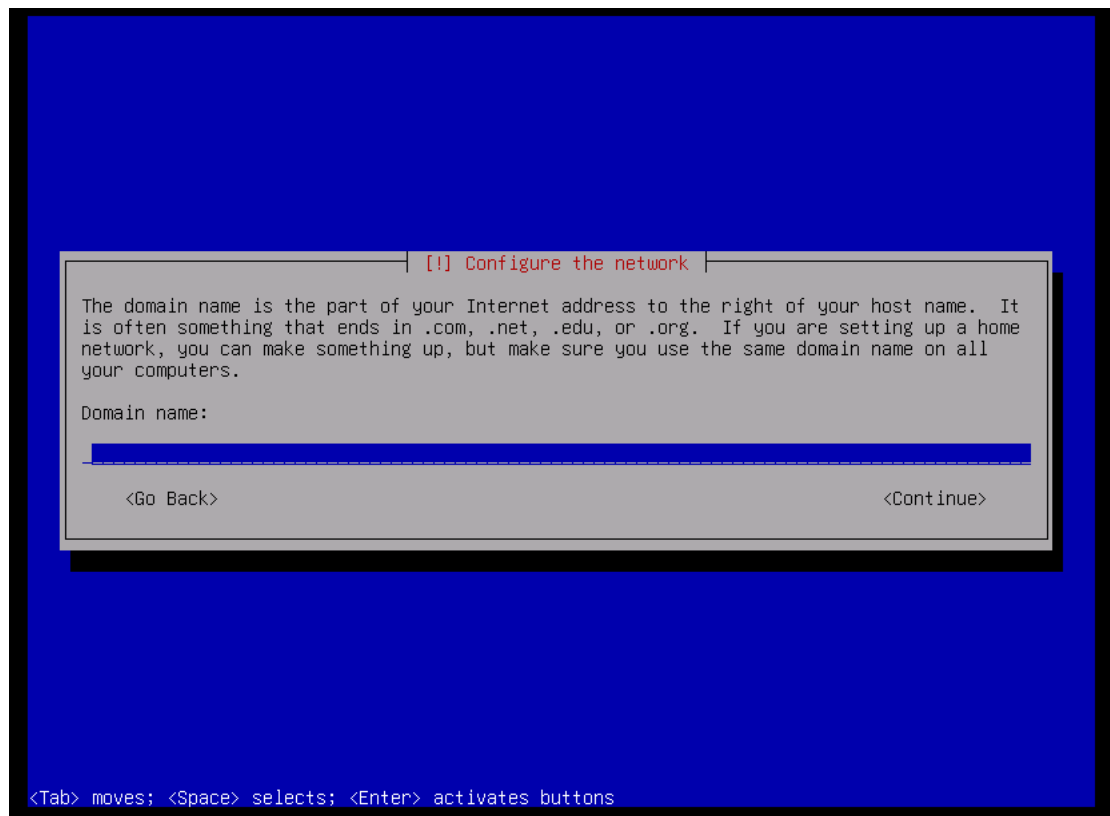 [!] Configure the network
The domain name is the part of your Internet address to the right of your host name.  It
is often something that ends in .com, .net, .edu, or .org.  If you are setting up a home
network, you can make something up, but make sure you use the same domain name on all
your computers.
Domain name:
<Go Back> <Continue>
<Tab> moves; <Space> selects; <Enter> activates buttons